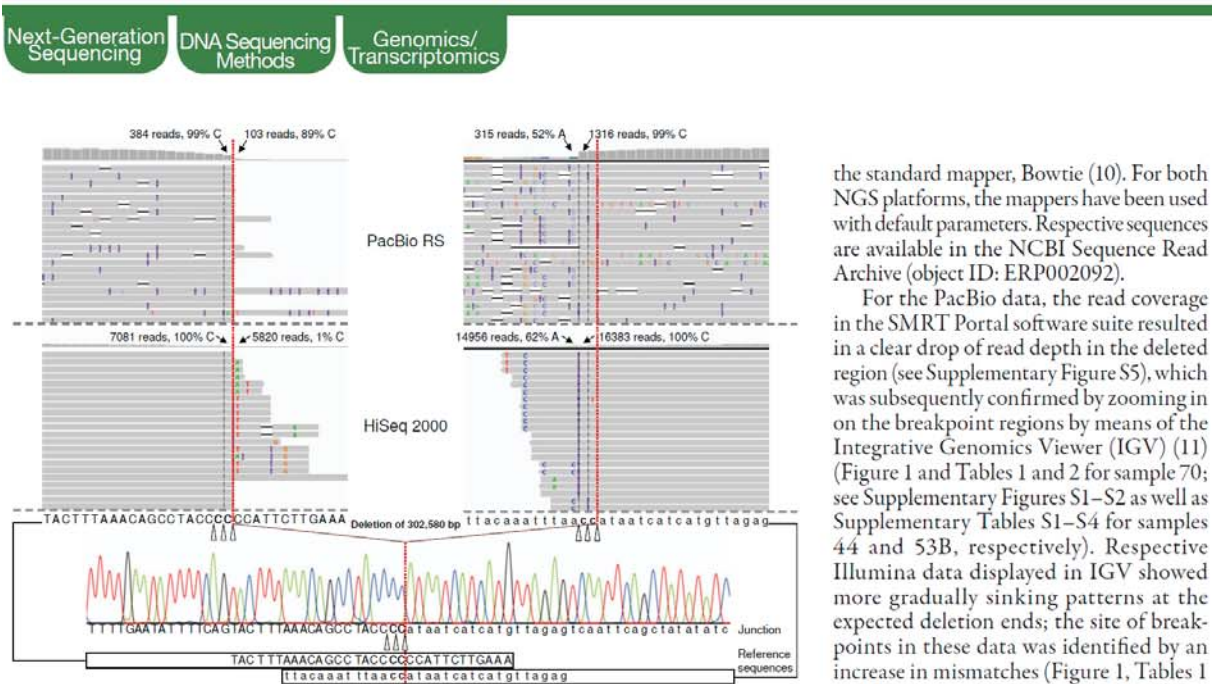 Next-Generation
Sequencing
DNA Sequencing
Methods
Genomics/
Transcriptomics
384 reads, 99% C
103 reads, 89% C
315 reads, 52% A
1316 reads, 99% C
PacBio RS
7081 reads, 100% C
5820 reads, 1% C
14956 reads, 62% A
16383 reads, 100% C
HiSeq 2000
TACTTTAAACAGCCTACCCCCCATTCTTGAAA
Deletion of 302,580 bp
ttacaaatttaaccataatcatcatgttagag
TTTTGAATATTTTCAGTACTTTAAACAGCCTACCCCataatcatcatgttagagtcaattcagctatatatc
Junction
TACTTTAAACAGCCTACCCCCCATTCTTGAAA
Reference
sequences
ttacaaatttaaccataatcatcatgttagag
the standard mapper, Bowtie (10). For both
NGS platforms, the mappers have been used
with default parameters. Respective sequences
are available in the NCBI Sequence Read
Archive (object ID: ERP002092).
For the PacBio data, the read coverage
in the SMRT Portal software suite resulted
in a clear drop of read depth in the deleted
region (see Supplementary Figure S5), which
was subsequently confirmed by zooming in
on the breakpoint regions by means of the
Integrative Genomics Viewer (IGV) (11)
(Figure 1 and Tables 1 and 2 for sample 70;
see Supplementary Figures S1–S2 as well as
Supplementary Tables S1–S4 for samples
44 and 53B, respectively). Respective
Illumina data displayed in IGV showed
more gradually sinking patterns at the
expected deletion ends; the site of break-
points in these data was identified by an
increase in mismatches (Figure 1, Tables 1